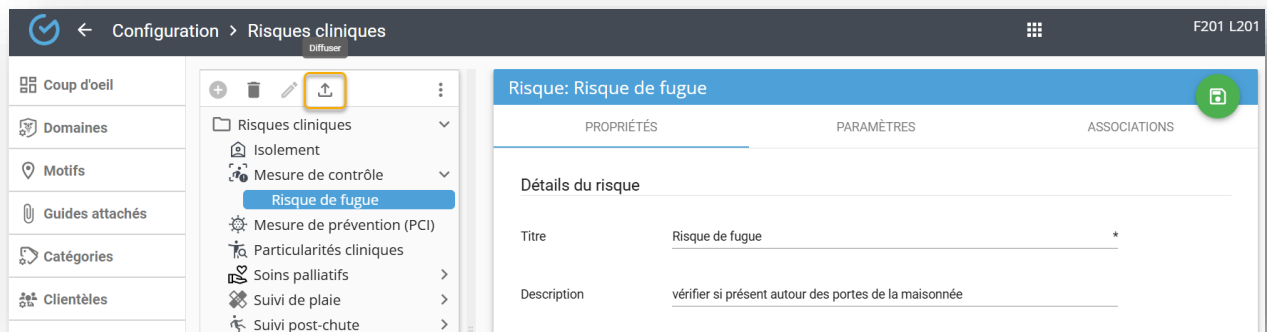 Configuration > Risques cliniques
F201 L201
Diffuser
Coup d'oeil
Domaines
Motifs
Guides attachés
Catégories
Clientèles
Risques cliniques
Isolement
Mesure de contrôle
Risque de fugue
Mesure de prévention (PCI)
Particularités cliniques
Soins palliatifs
Suivi de plaie
Suivi post-chute
Risque: Risque de fugue
PROPRIÉTÉS PARAMÈTRES ASSOCIATIONS
Détails du risque
Titre Risque de fugue *
Description vérifier si présent autour des portes de la maisonnée